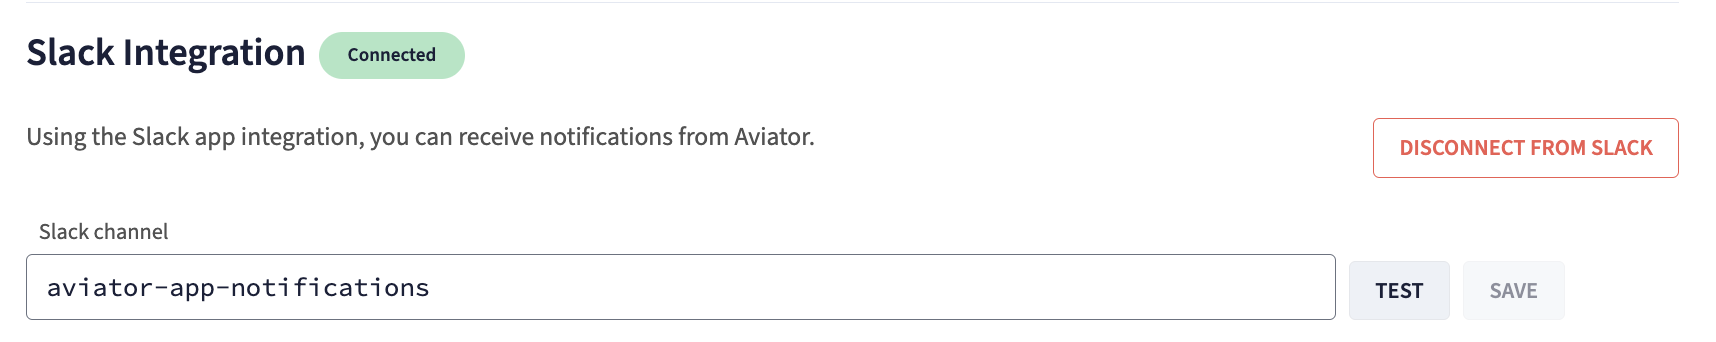 Slack Integration Connected
Using the Slack app integration, you can receive notifications from Aviator.
DISCONNECT FROM SLACK
Slack channel
aviator-app-notifications TEST SAVE